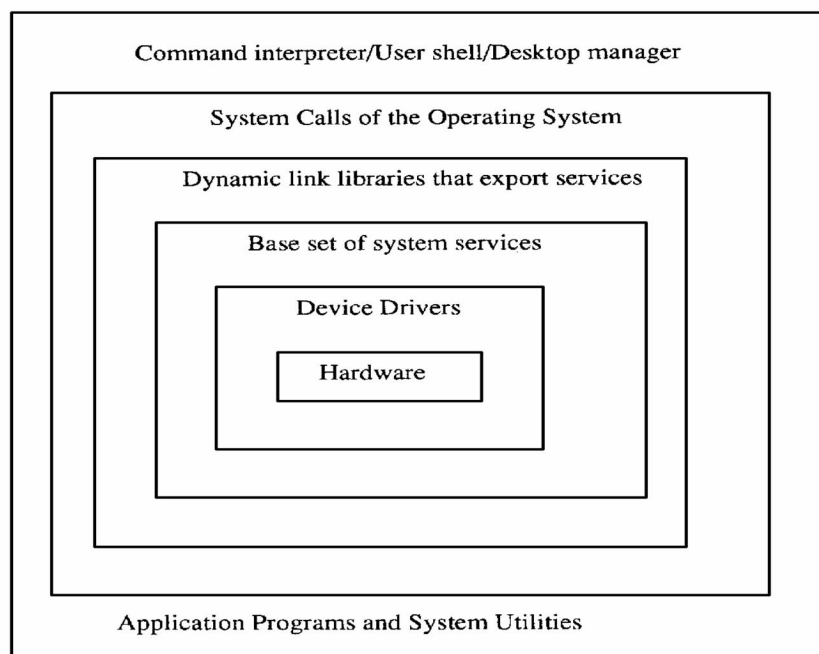 Command interpreter/User shell/Desktop manager
System Calls of the Operating System
Dynamic link libraries that export services
Base set of system services
Device Drivers
Hardware
Application Programs and System Utilities